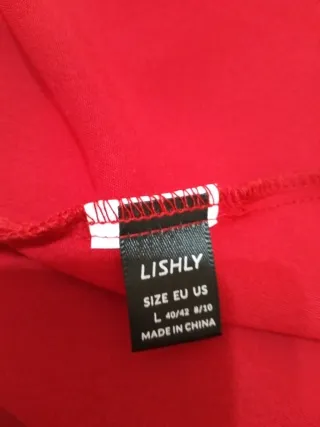 LISHLY
SIZE EU US
L 40/42 8/10
MADE IN CHINA